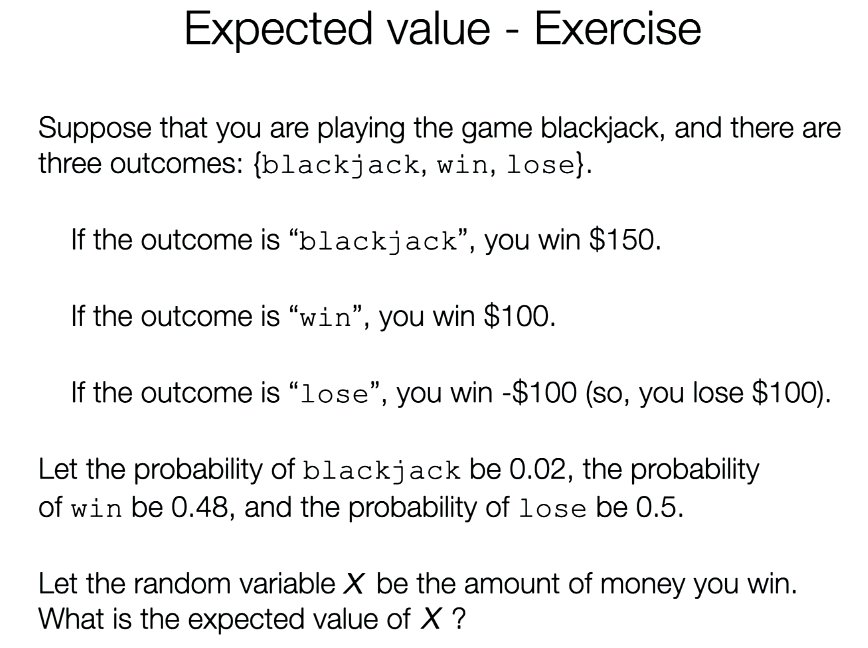 Expected value - Exercise
Suppose that you are playing the game blackjack, and there are
three outcomes: {blackjack, win, lose}.
If the outcome is “blackjack”, you win $150.
If the outcome is “win”, you win $100.
If the outcome is “lose”, you win -$100 (so, you lose $100).
Let the probability of blackjack be 0.02, the probability
of win be 0.48, and the probability of lose be 0.5.
Let the random variable X be the amount of money you win.
What is the expected value of X ?